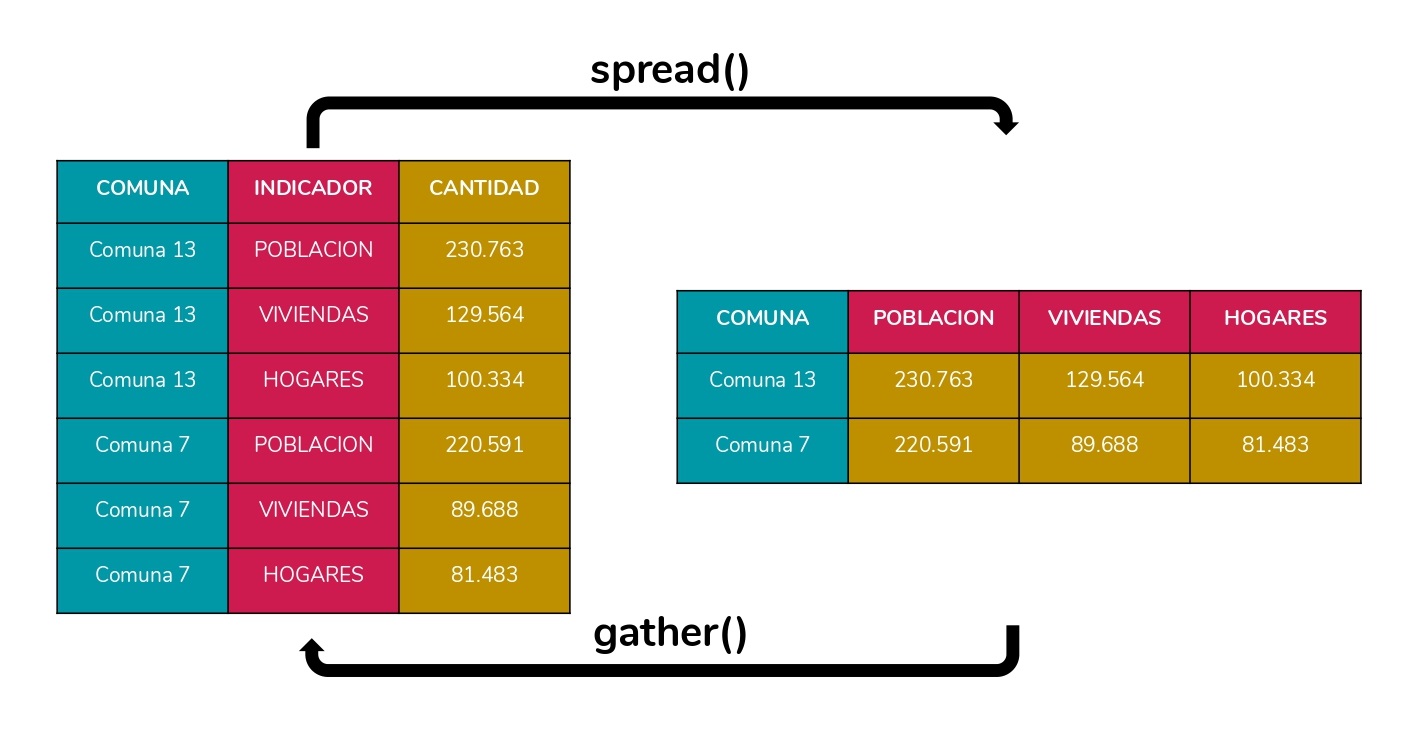 spread()
COMUNA INDICADOR CANTIDAD
Comuna 13 POBLACION 230.763
Comuna 13 VIVIENDAS 129.564
Comuna 13 HOGARES 100.334
Comuna 7 POBLACION 220.591
Comuna 7 VIVIENDAS 89.688
Comuna 7 HOGARES 81.483
COMUNA POBLACION VIVIENDAS HOGARES
Comuna 13 230.763 129.564 100.334
Comuna 7 220.591 89.688 81.483
gather()